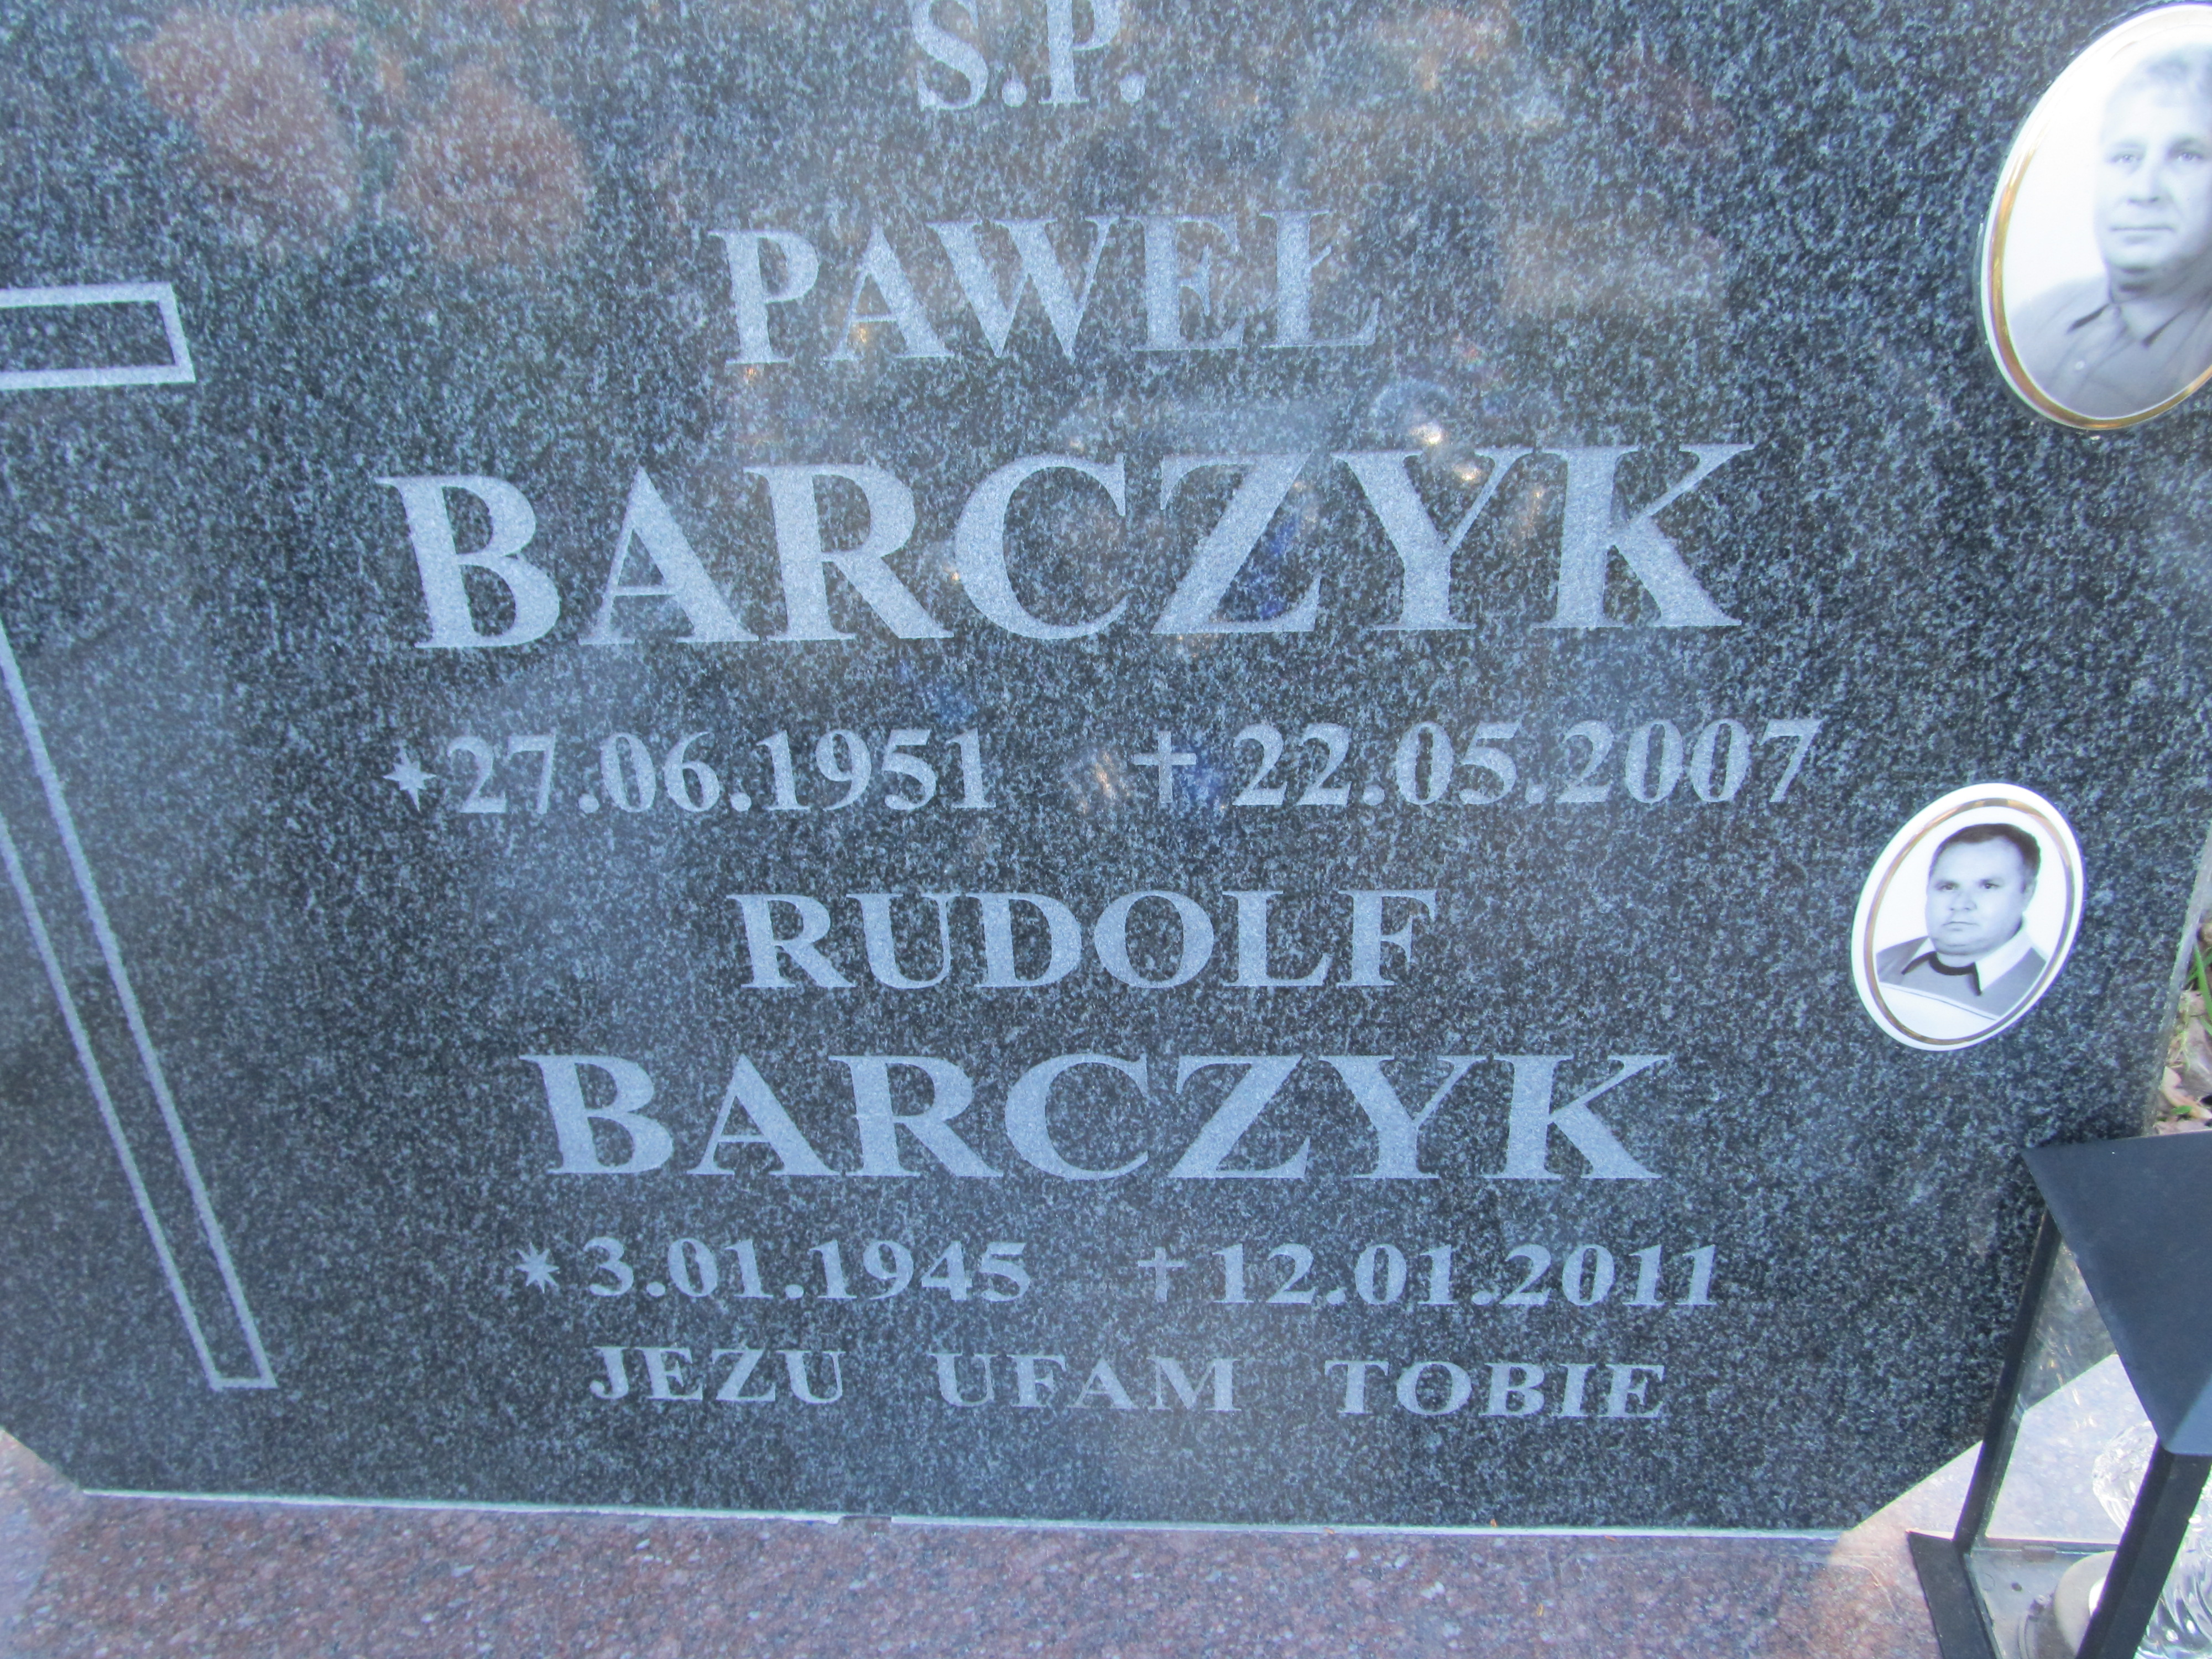 Ś.P.
PAWEŁ
BARCZYK
* 27.06.1951 † 22.05.2007
RUDOLF
BARCZYK
* 3.01.1945 † 12.01.2011
JEZU UFAM TOBIE